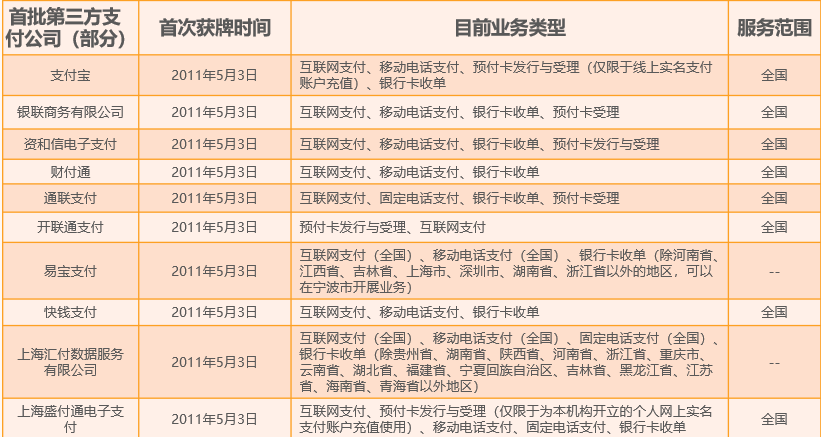 首批第三方支
付公司（部分）
首次获牌时间
目前业务类型
服务范围
支付宝
2011年5月3日
互联网支付、移动电话支付、预付卡发行与受理（仅限于线上实名支付
账户充值）、银行卡收单
全国
银联商务有限公司
2011年5月3日
互联网支付、移动电话支付、银行卡收单、预付卡受理
全国
资和信电子支付
2011年5月3日
互联网支付、移动电话支付、银行卡收单、预付卡发行与受理
全国
财付通
2011年5月3日
互联网支付、移动电话支付、银行卡收单
全国
通联支付
2011年5月3日
互联网支付、固定电话支付、银行卡收单、预付卡受理
全国
开联通支付
2011年5月3日
预付卡发行与受理、互联网支付
全国
易宝支付
2011年5月3日
互联网支付（全国）、移动电话支付（全国）、银行卡收单（除河南省、
江西省、吉林省、上海市、深圳市、湖南省、浙江省以外的地区，可以
在宁波市开展业务）
--
快钱支付
2011年5月3日
互联网支付、移动电话支付、银行卡收单
全国
上海汇付数据服务
有限公司
2011年5月3日
互联网支付（全国）、移动电话支付（全国）、固定电话支付（全国）、
银行卡收单（除贵州省、湖南省、陕西省、河南省、浙江省、重庆市、
云南省、湖北省、福建省、宁夏回族自治区、吉林省、黑龙江省、江苏
省、海南省、青海省以外地区）
--
上海盛付通电子支
付
2011年5月3日
互联网支付、预付卡发行与受理（仅限于为本机构开立的个人网上实名
支付账户充值使用）、移动电话支付、固定电话支付、银行卡收单
全国